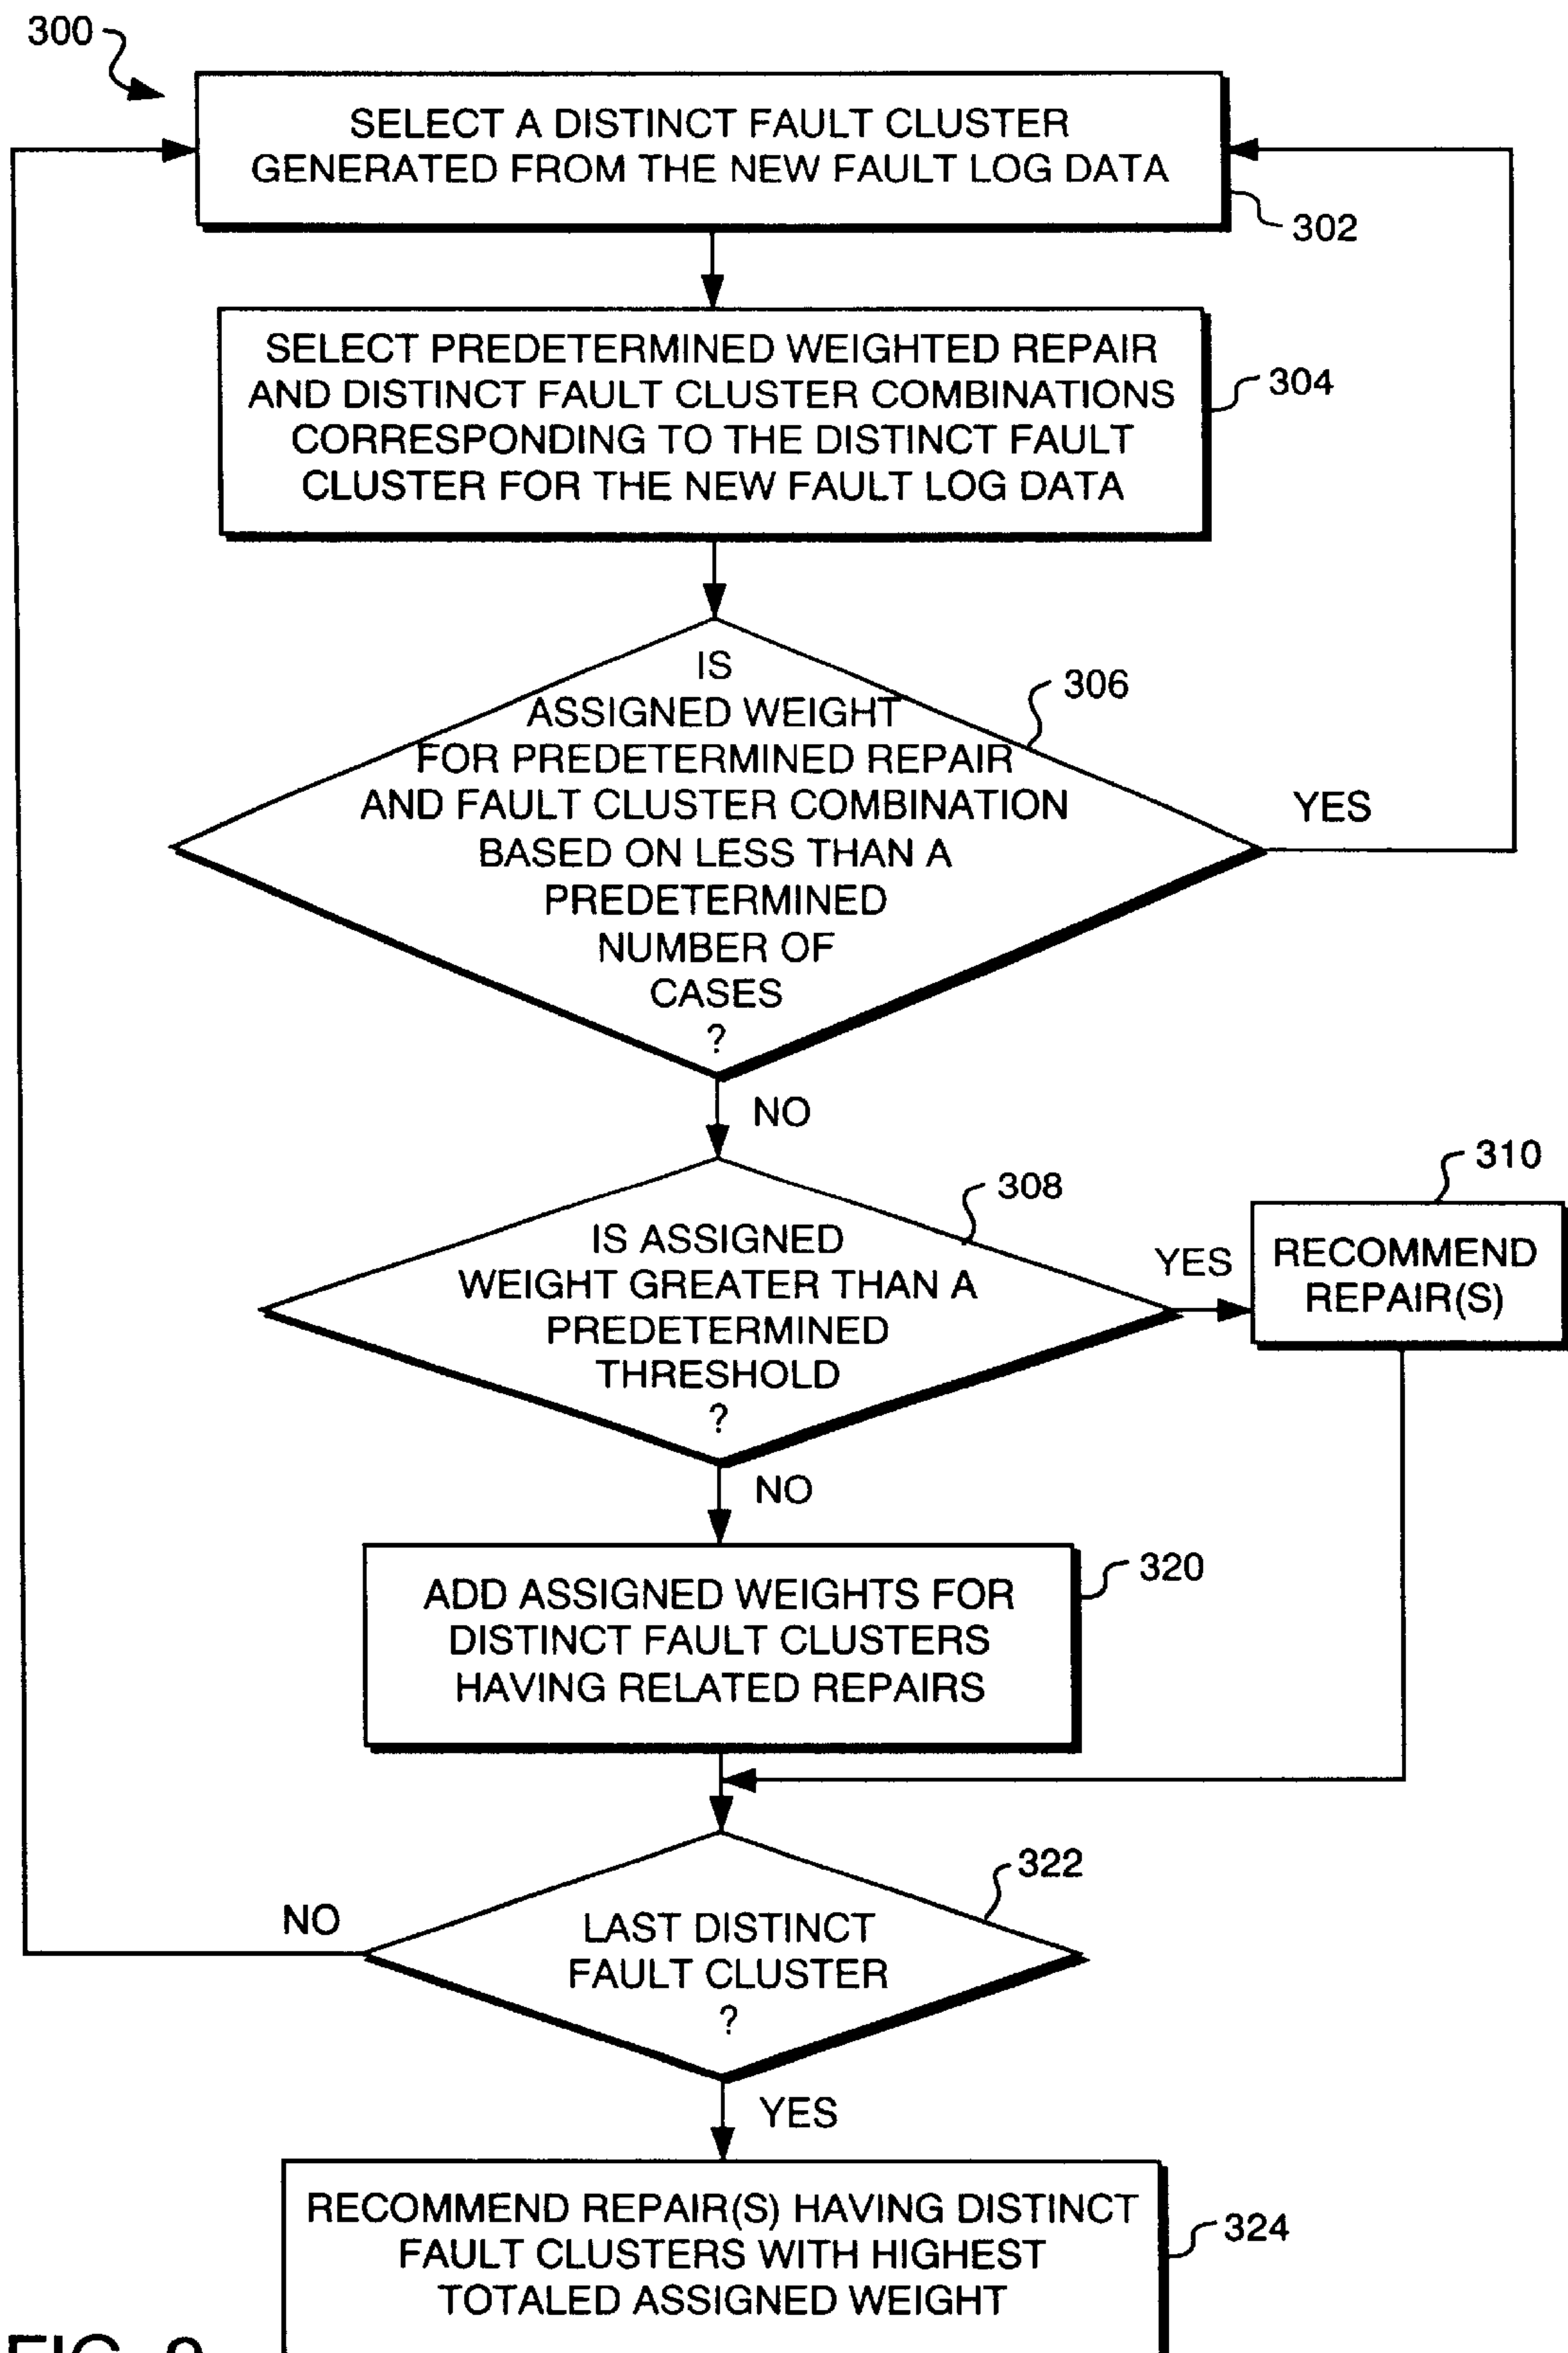 300
SELECT A DISTINCT FAULT CLUSTER
GENERATED FROM THE NEW FAULT LOG DATA
302
SELECT PREDETERMINED WEIGHTED REPAIR
AND DISTINCT FAULT CLUSTER COMBINATIONS
CORRESPONDING TO THE DISTINCT FAULT
CLUSTER FOR THE NEW FAULT LOG DATA
304
IS
ASSIGNED WEIGHT
FOR PREDETERMINED REPAIR
AND FAULT CLUSTER COMBINATION
BASED ON LESS THAN A
PREDETERMINED
NUMBER OF
CASES
?
306
YES
NO
IS ASSIGNED
WEIGHT GREATER THAN A
PREDETERMINED
THRESHOLD
?
308
YES
310
RECOMMEND
REPAIR(S)
NO
ADD ASSIGNED WEIGHTS FOR
DISTINCT FAULT CLUSTERS
HAVING RELATED REPAIRS
320
LAST DISTINCT
FAULT CLUSTER
?
322
NO
YES
RECOMMEND REPAIR(S) HAVING DISTINCT
FAULT CLUSTERS WITH HIGHEST
TOTALED ASSIGNED WEIGHT
324
FIG.